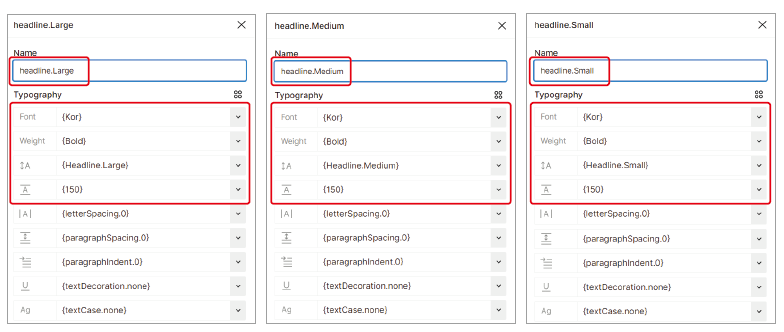 headline.Large
Name
headline.Large
Typography
Font {Kor}
Weight {Bold}
A {Headline.Large}
A {150}
|A| {letterSpacing.0}
{paragraphSpacing.0}
{paragraphIndent.0}
U {textDecoration.none}
Ag {textCase.none}
headline.Medium
Name
headline.Medium
Typography
Font {Kor}
Weight {Bold}
A {Headline.Medium}
A {150}
|A| {letterSpacing.0}
{paragraphSpacing.0}
{paragraphIndent.0}
U {textDecoration.none}
Ag {textCase.none}
headline.Small
Name
headline.Small
Typography
Font {Kor}
Weight {Bold}
A {Headline.Small}
A {150}
|A| {letterSpacing.0}
{paragraphSpacing.0}
{paragraphIndent.0}
U {textDecoration.none}
Ag {textCase.none}